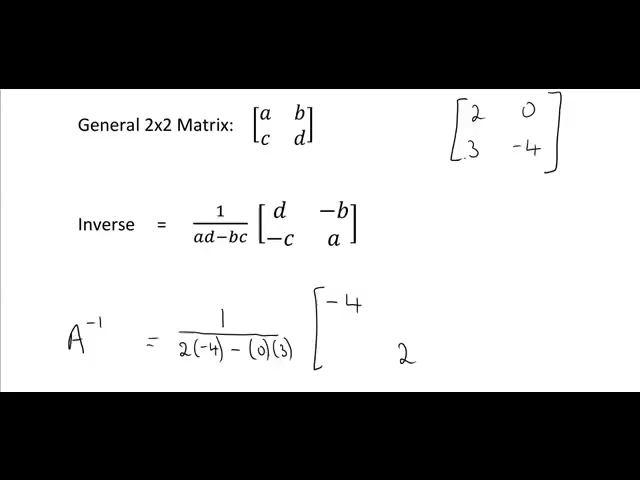 General 2x2 Matrix: [a b
c d]
[2 0
3 -4]
Inverse = 1/(ad−bc) [d −b
−c a]
A⁻¹ = 1/(2(-4) - (0)(3)) [-4
2